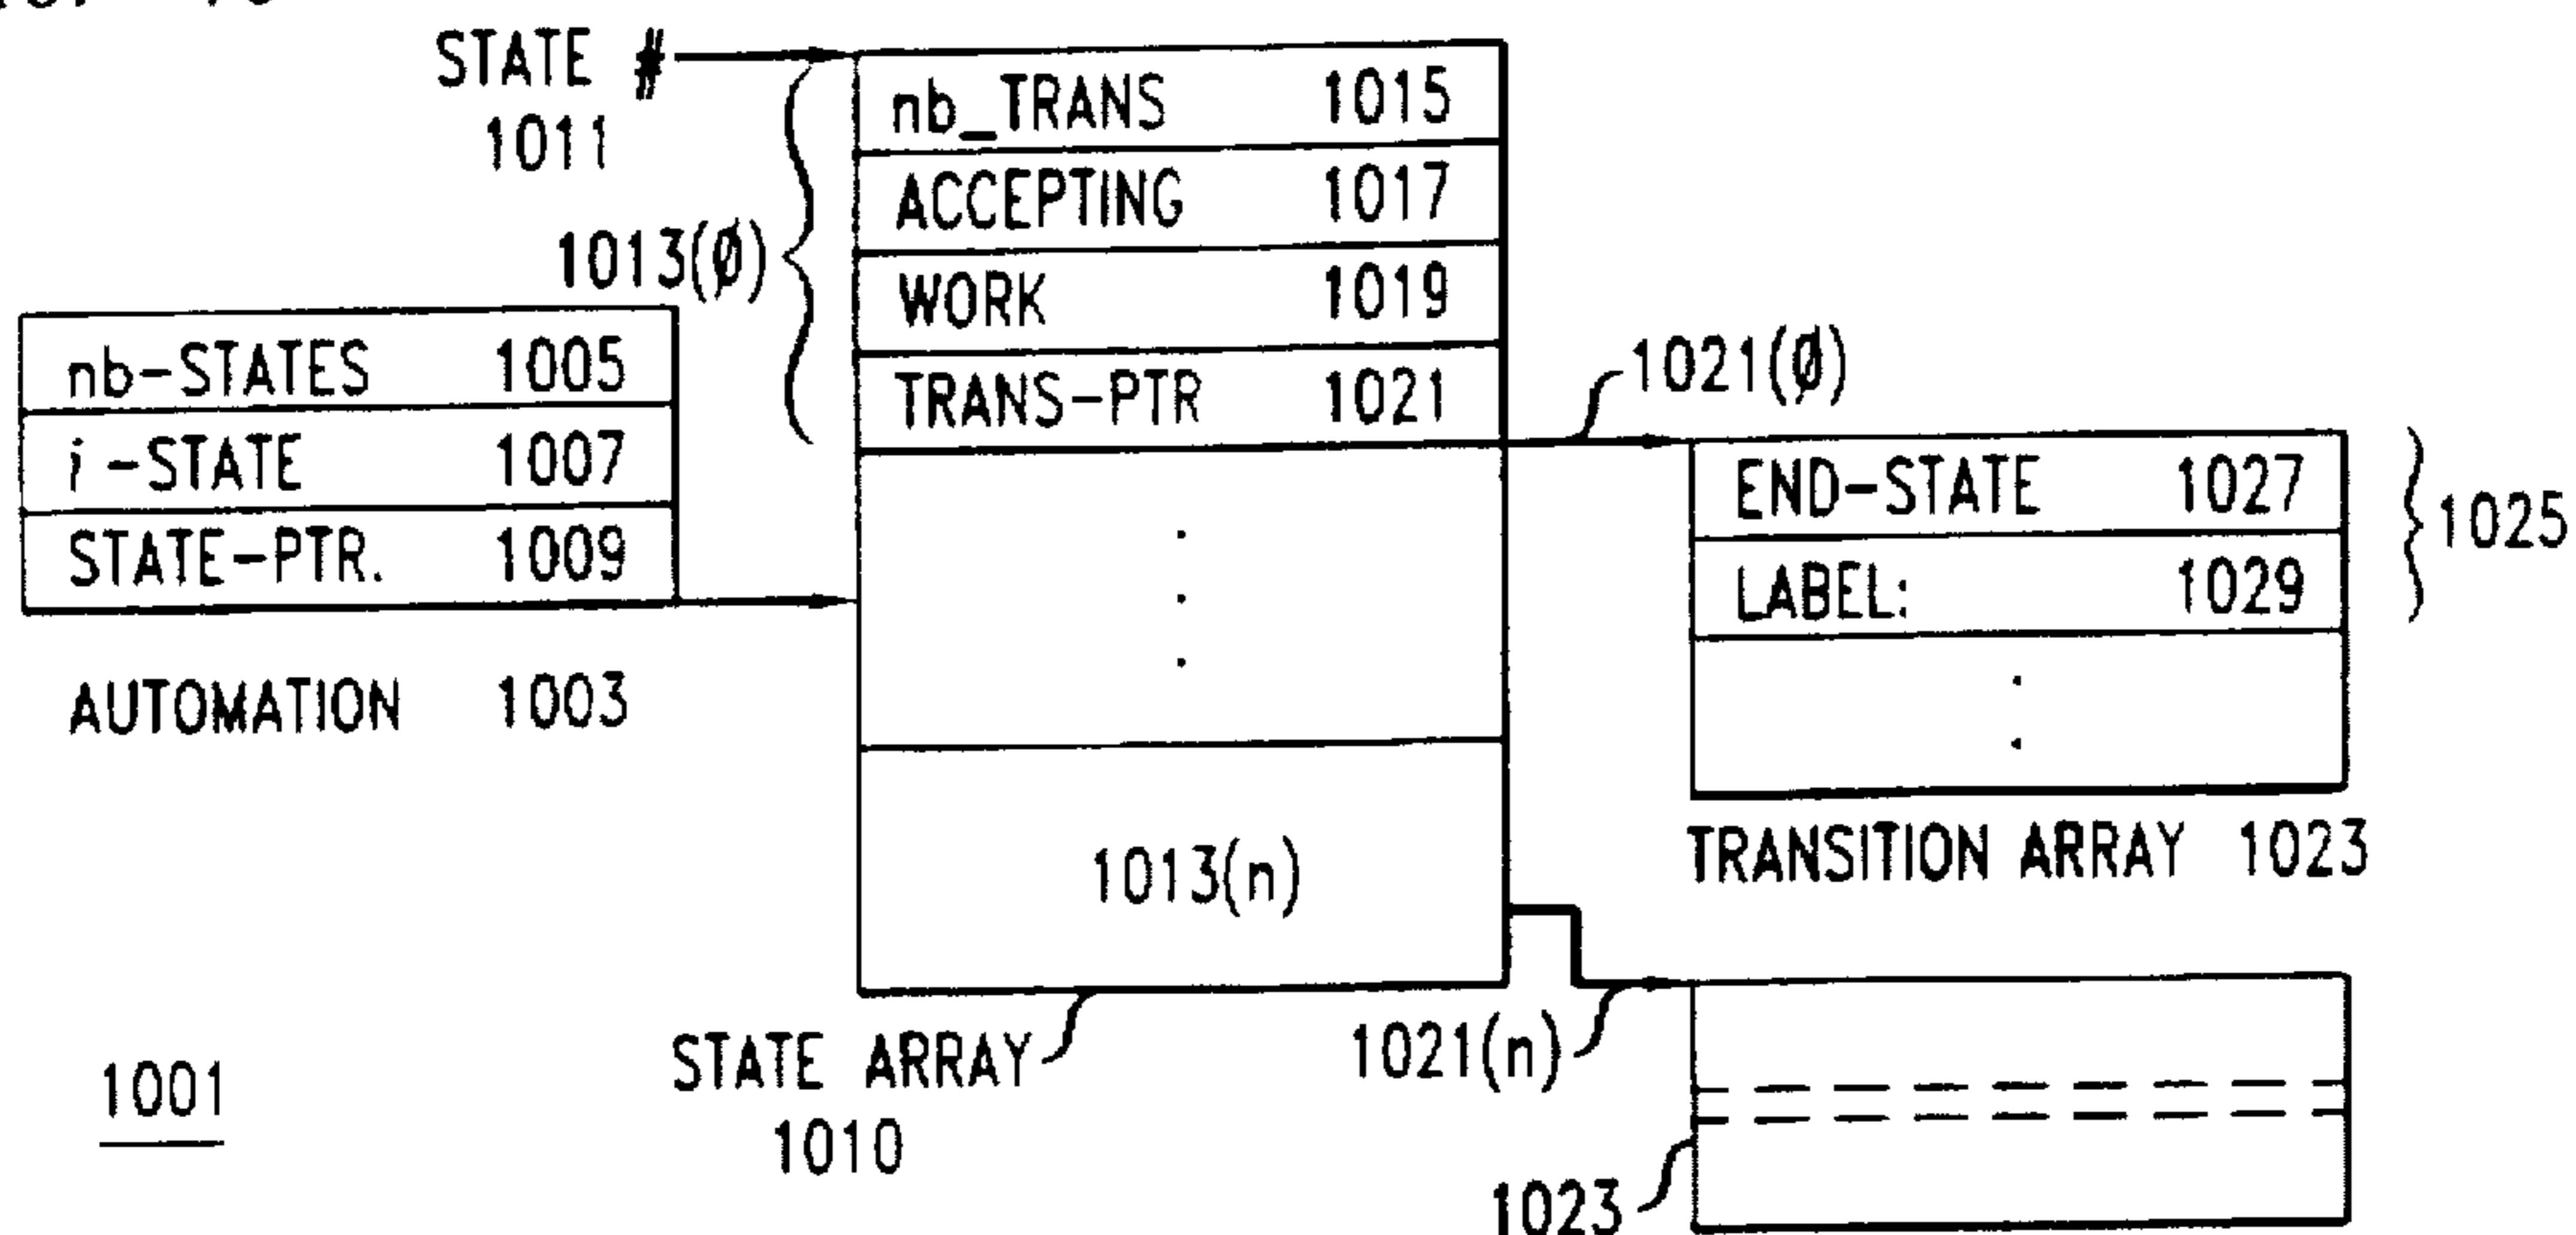 STATE #
1011
nb_TRANS 1015
ACCEPTING 1017
1013(ø)
WORK 1019
TRANS-PTR 1021
1021(ø)
nb-STATES 1005
i-STATE 1007
STATE-PTR. 1009
AUTOMATION 1003
END-STATE 1027
1025
LABEL: 1029
TRANSITION ARRAY 1023
1013(n)
STATE ARRAY
1010
1021(n)
1001
1023